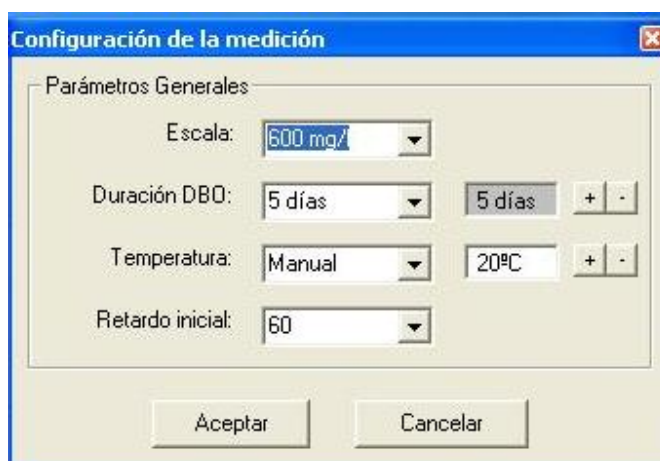 Configuración de la medición
Parámetros Generales
Escala: 600 mg/l
Duración DBO: 5 días 5 días + -
Temperatura: Manual 20ºC + -
Retardo inicial: 60
Aceptar Cancelar